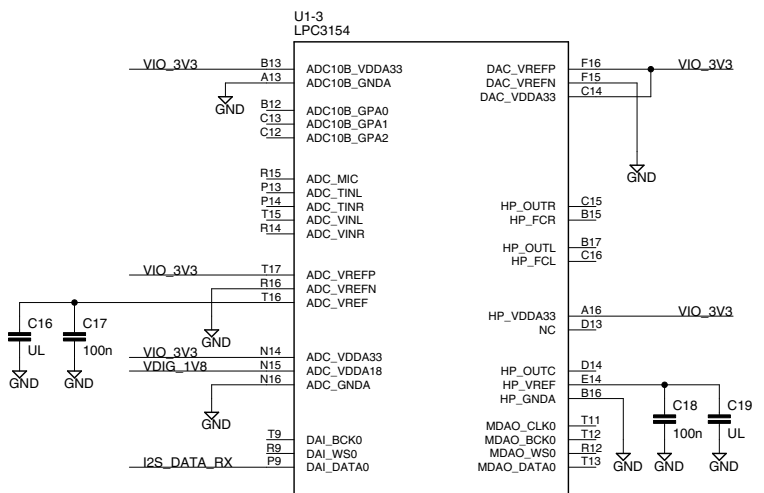 U1-3
LPC3154
VIO_3V3 B13 ADC10B_VDDA33 DAC_VREFP F16 VIO_3V3
A13 ADC10B_GNDA DAC_VREFN F15
DAC_VDDA33 C14
GND
B12 ADC10B_GPA0
C13 ADC10B_GPA1
C12 ADC10B_GPA2
GND
R15 ADC_MIC
P13 ADC_TINL
P14 ADC_TINR HP_OUTR C15
T15 ADC_VINL HP_FCR B15
R14 ADC_VINR
HP_OUTL B17
HP_FCL C16
VIO_3V3 T17 ADC_VREFP
R16 ADC_VREFN
T16 ADC_VREF
HP_VDDA33 A16 VIO_3V3
NC D13
C16 C17
UL 100n
GND
VIO_3V3 N14 ADC_VDDA33
VDIG_1V8 N15 ADC_VDDA18 HP_OUTC D14
GND GND
N16 ADC_GNDA HP_VREF E14
HP_GNDA B16
C18 C19
100n UL
GND
MDAO_CLK0 T11
T9 DAI_BCK0 MDAO_BCK0 T12
R9 DAI_WS0 MDAO_WS0 R12
I2S_DATA_RX P9 DAI_DATA0 MDAO_DATA0 T13
GND GND GND